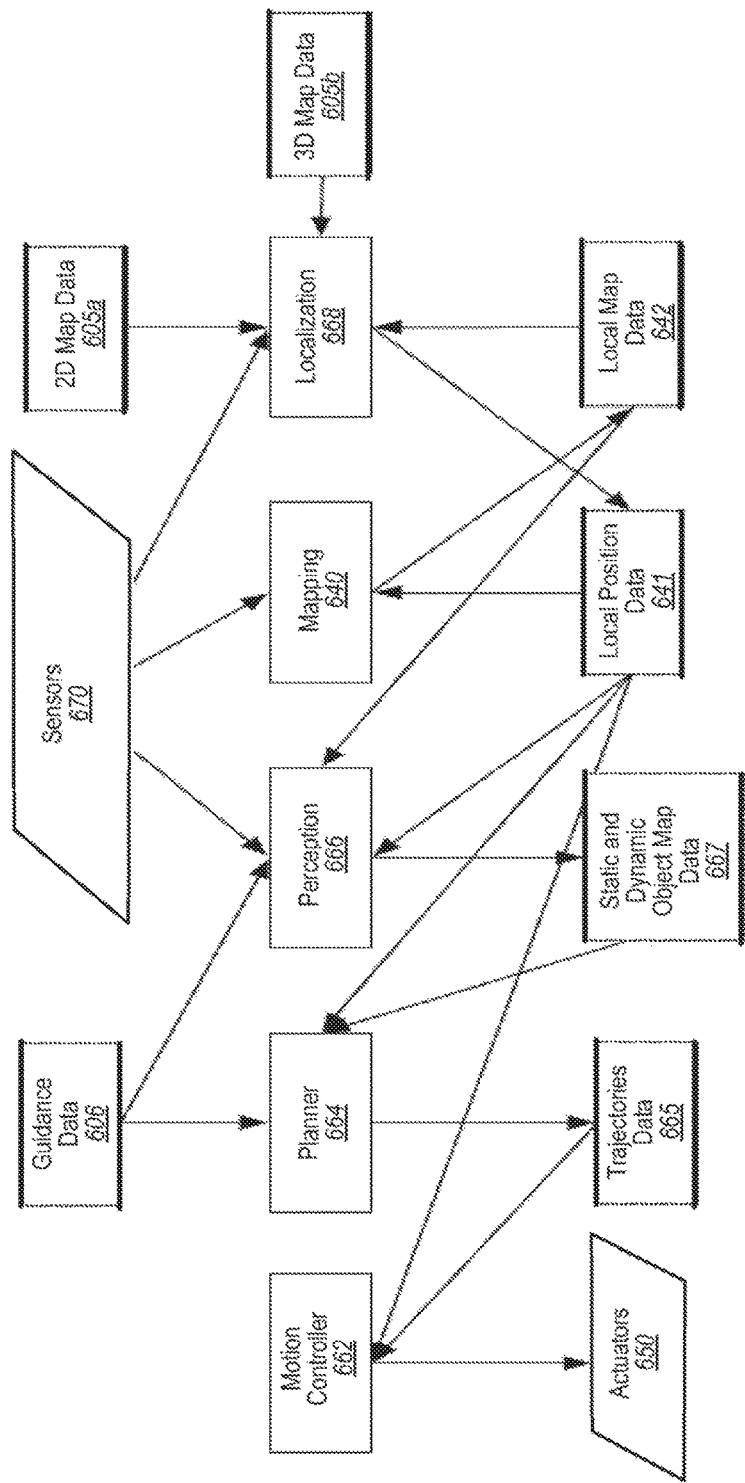 Sensors
670
Guidance
Data
606
2D Map Data
605a
3D Map Data
605b
Motion
Controller
662
Planner
664
Perception
666
Mapping
640
Localization
668
Actuators
650
Trajectories
Data
665
Static and
Dynamic
Object Map
Data
667
Local Position
Data
641
Local Map
Data
642